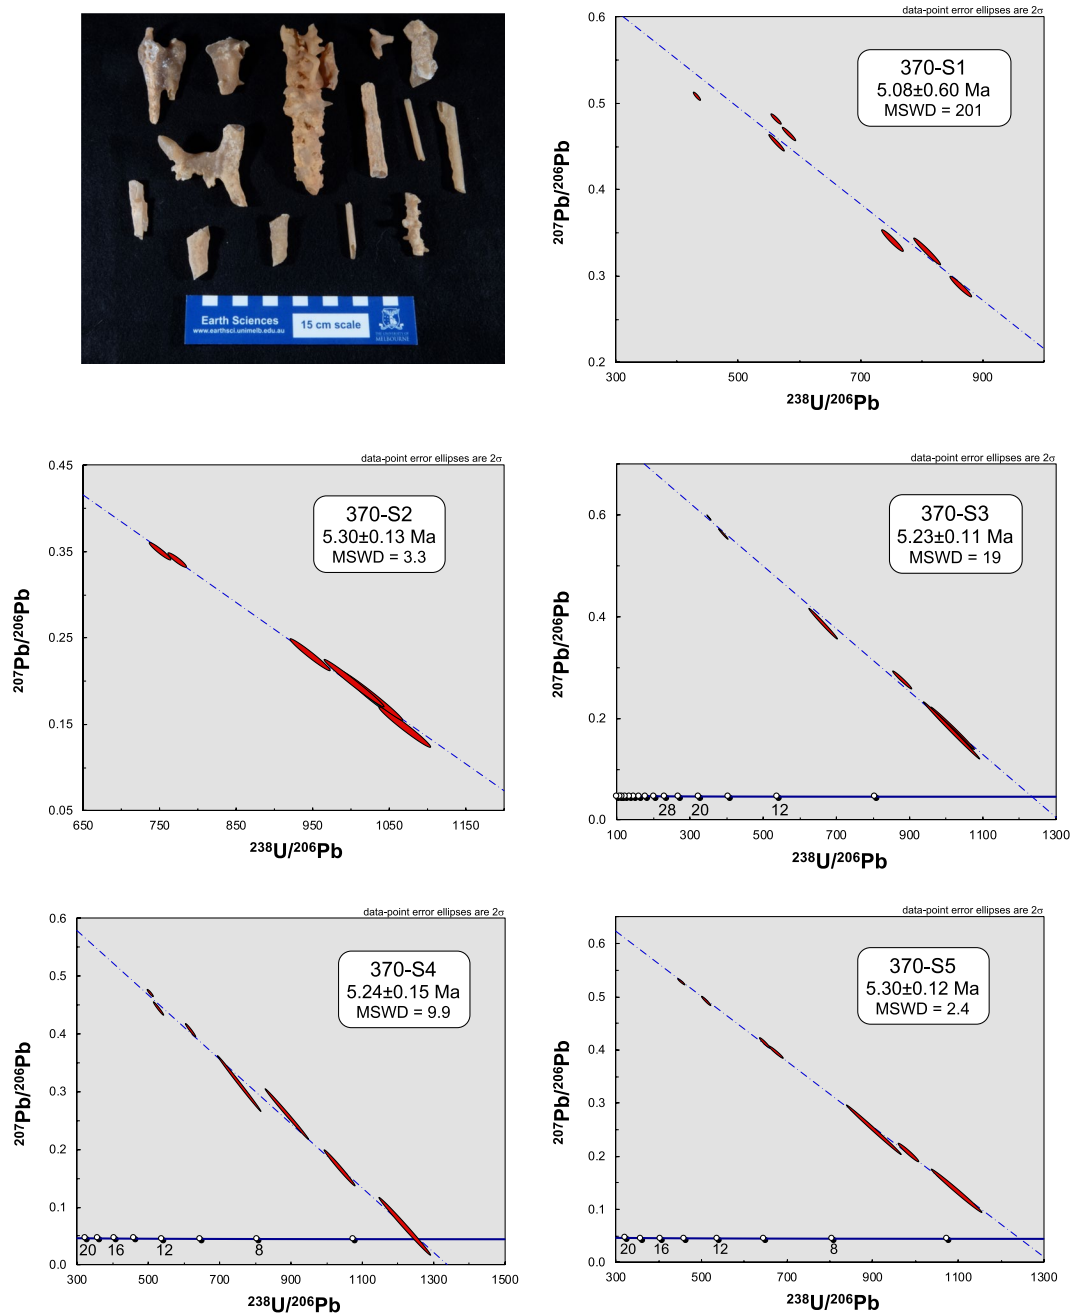 Earth Sciences
www.earthsci.unimelb.edu.au
15 cm scale
THE UNIVERSITY OF
MELBOURNE
data-point error ellipses are 2σ
370-S1
5.08±0.60 Ma
MSWD = 201
0.6
0.5
0.4
0.3
0.2
207Pb/206Pb
300
500
700
900
238U/206Pb
data-point error ellipses are 2σ
370-S2
5.30±0.13 Ma
MSWD = 3.3
0.45
0.35
0.25
0.15
0.05
207Pb/206Pb
650
750
850
950
1050
1150
238U/206Pb
data-point error ellipses are 2σ
370-S3
5.23±0.11 Ma
MSWD = 19
0.6
0.4
0.2
0.0
207Pb/206Pb
28
20
12
100
300
500
700
900
1100
1300
238U/206Pb
data-point error ellipses are 2σ
370-S4
5.24±0.15 Ma
MSWD = 9.9
0.6
0.5
0.4
0.3
0.2
0.1
0.0
207Pb/206Pb
20
16
12
8
300
500
700
900
1100
1300
1500
238U/206Pb
data-point error ellipses are 2σ
370-S5
5.30±0.12 Ma
MSWD = 2.4
0.6
0.5
0.4
0.3
0.2
0.1
0.0
207Pb/206Pb
20
16
12
8
300
500
700
900
1100
1300
238U/206Pb